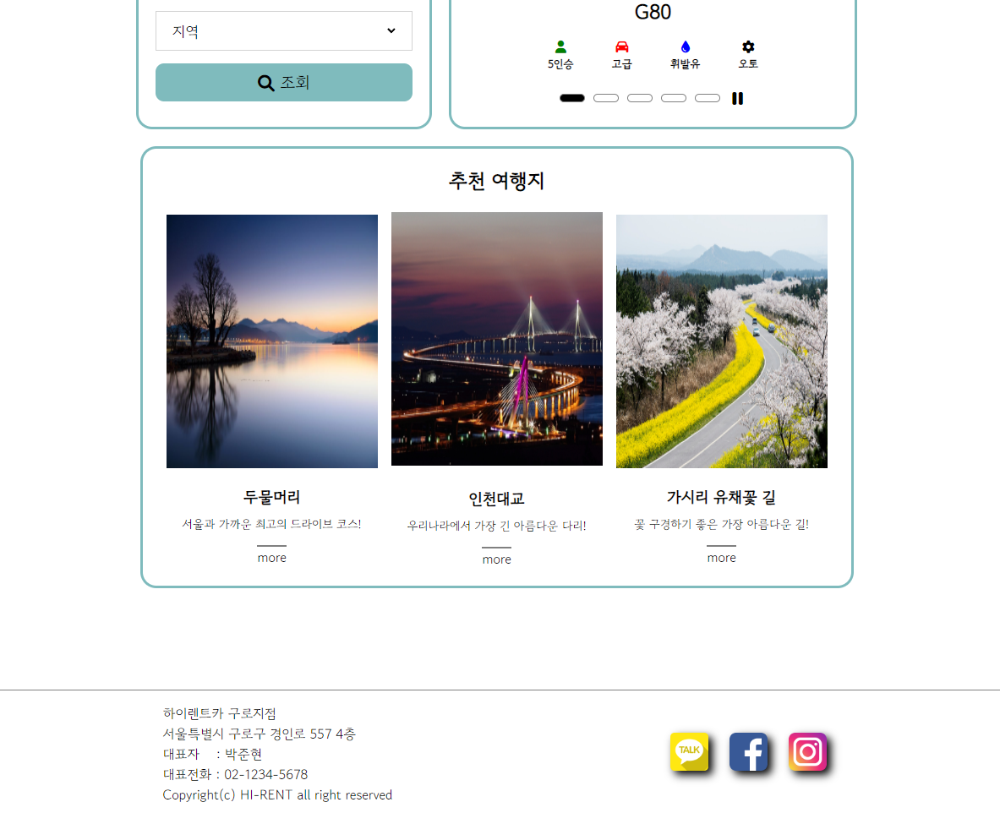 지역
조회
G80
5인승 고급 휘발유 오토
추천 여행지
두물머리
서울과 가까운 최고의 드라이브 코스!
more
인천대교
우리나라에서 가장 긴 아름다운 다리!
more
가시리 유채꽃 길
꽃 구경하기 좋은 가장 아름다운 길!
more
하이렌트카 구로지점
서울특별시 구로구 경인로 557 4층
대표자 : 박준현
대표전화 : 02-1234-5678
Copyright(c) HI-RENT all right reserved
TALK